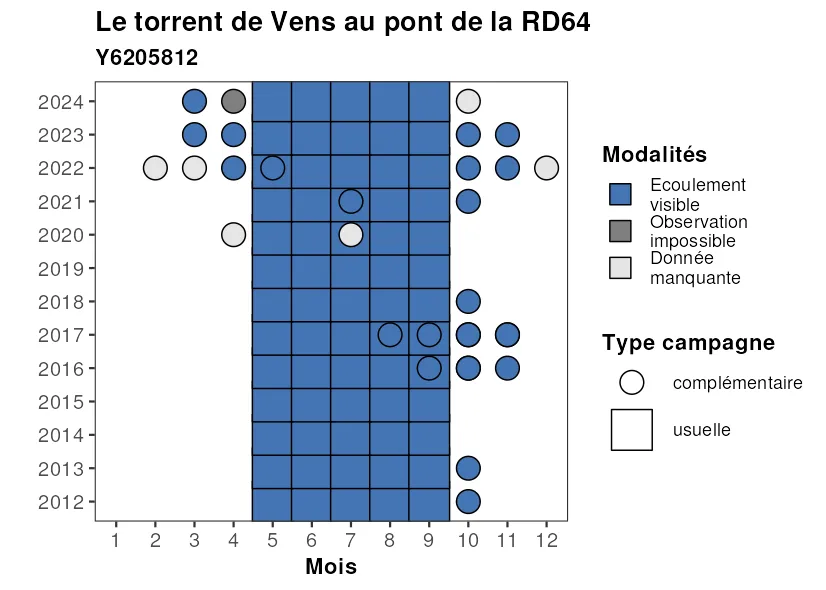 Le torrent de Vens au pont de la RD64
Y6205812
2024
2023
2022
2021
2020
2019
2018
2017
2016
2015
2014
2013
2012
1 2 3 4 5 6 7 8 9 10 11 12
Mois
Modalités
Ecoulement
visible
Observation
impossible
Donnée
manquante
Type campagne
complémentaire
usuelle